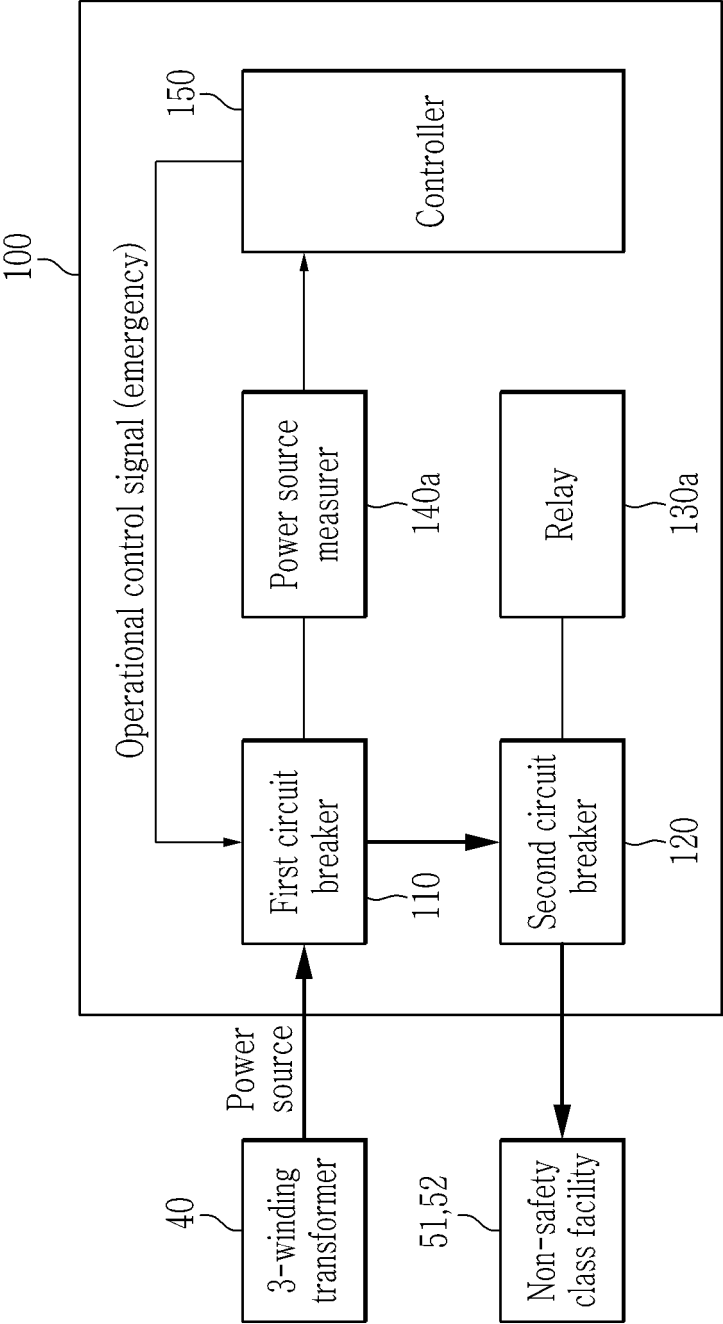 100
Operational control signal (emergency)
150
Controller
40
3-winding
transformer
Power
source
First circuit
breaker
110
Power source
measurer
140a
51,52
Non-safety
class facility
Second circuit
breaker
120
Relay
130a